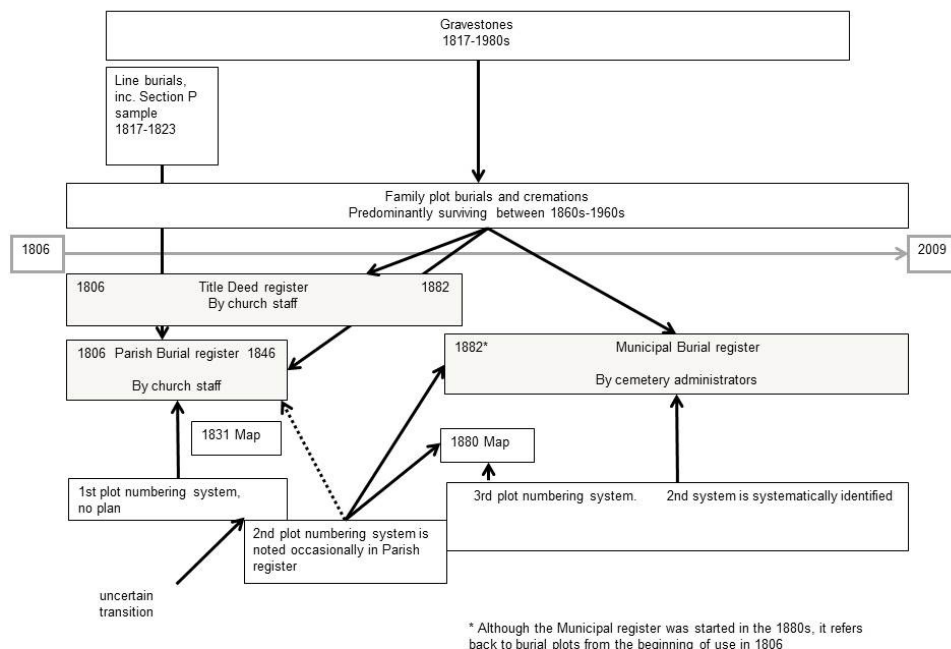 Gravestones
1817-1980s
Line burials,
inc. Section P
sample
1817-1823
Family plot burials and cremations
Predominantly surviving between 1860s-1960s
1806
2009
1806 Title Deed register 1882
By church staff
1806 Parish Burial register 1846
By church staff
1882* Municipal Burial register
By cemetery administrators
1831 Map
1880 Map
1st plot numbering system,
no plan
3rd plot numbering system. 2nd system is systematically identified
2nd plot numbering system is
noted occasionally in Parish
register
uncertain
transition
* Although the Municipal register was started in the 1880s, it refers
back to burial plots from the beginning of use in 1806